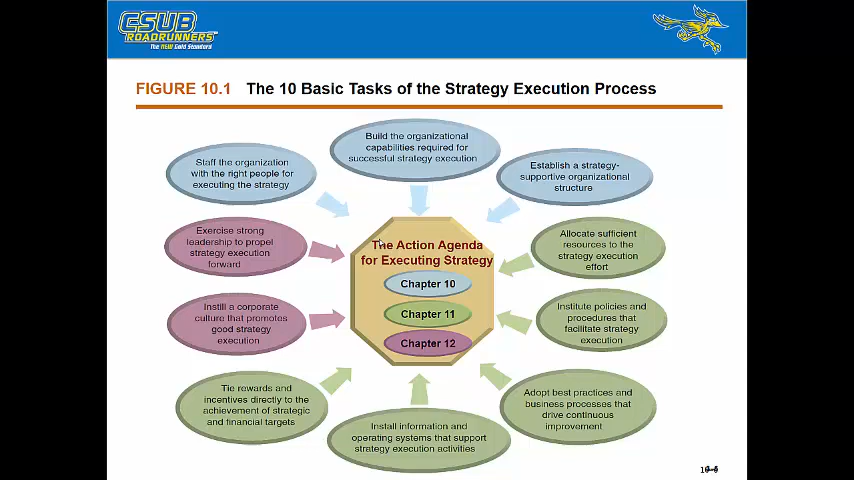 CSUB
ROADRUNNERS
The NEW Gold Standard
FIGURE 10.1 The 10 Basic Tasks of the Strategy Execution Process
Build the organizational
capabilities required for
successful strategy execution
Staff the organization
with the right people for
executing the strategy
Establish a strategy-
supportive organizational
structure
Exercise strong
leadership to propel
strategy execution
forward
The Action Agenda
for Executing Strategy
Chapter 10
Chapter 11
Chapter 12
Allocate sufficient
resources to the
strategy execution
effort
Instill a corporate
culture that promotes
good strategy
execution
Institute policies and
procedures that
facilitate strategy
execution
Tie rewards and
incentives directly to the
achievement of strategic
and financial targets
Install information and
operating systems that support
strategy execution activities
Adopt best practices and
business processes that
drive continuous
improvement